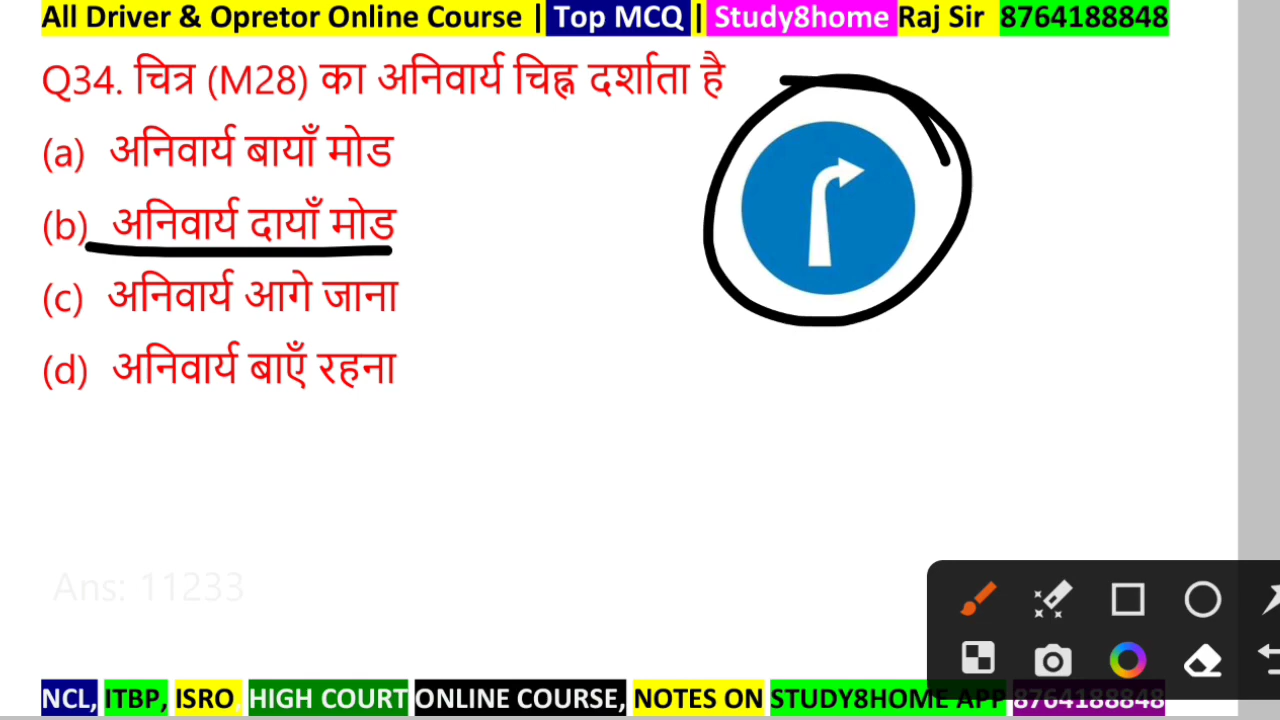 All Driver & Opretor Online Course | Top MCQ | Study8home Raj Sir 8764188848
Q34. चित्र (M28) का अनिवार्य चिह्न दर्शाता है
(a) अनिवार्य बायाँ मोड
(b) अनिवार्य दायाँ मोड
(c) अनिवार्य आगे जाना
(d) अनिवार्य बाएँ रहना
Ans: 11233
NCL, ITBP, ISRO, HIGH COURT ONLINE COURSE, NOTES ON STUDY8HOME APP 8764188848